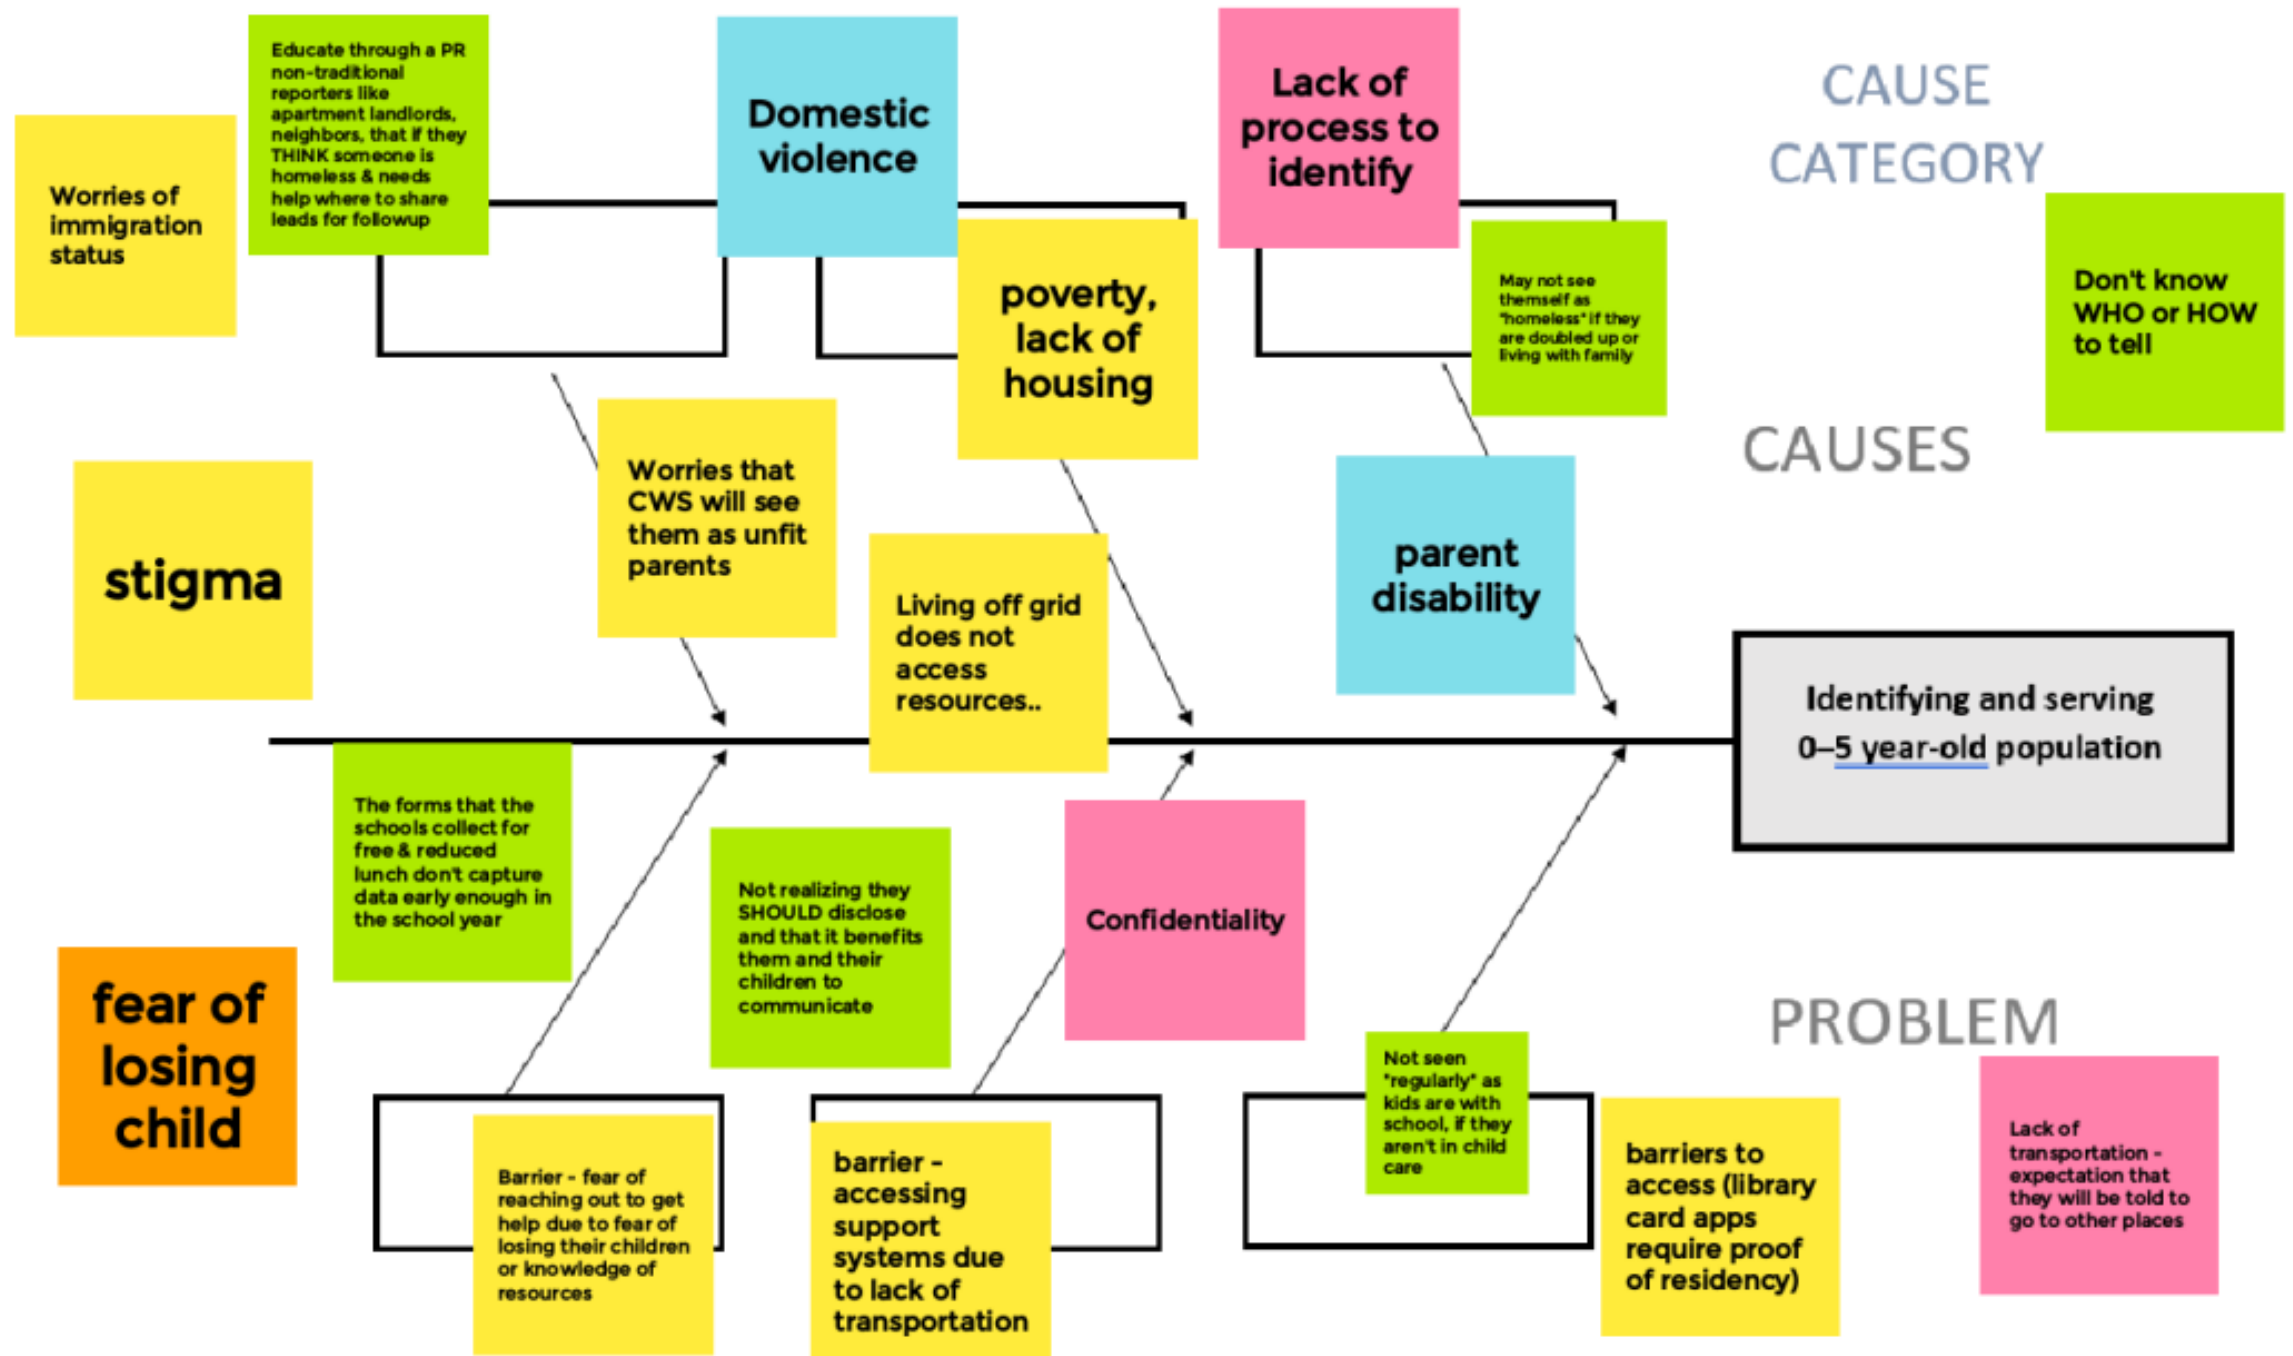 Educate through a PR
non-traditional
reporters like
apartment landlords,
neighbors, that if they
THINK someone is
homeless & needs
help where to share
leads for followup
Domestic
violence
Lack of
process to
identify
CAUSE
CATEGORY
Worries of
immigration
status
poverty,
lack of
housing
May not see
themself as
"homeless" if they
are doubled up or
living with family
Don't know
WHO or HOW
to tell
CAUSES
stigma
Worries that
CWS will see
them as unfit
parents
Living off grid
does not
access
resources..
parent
disability
Identifying and serving
0–5 year-old population
The forms that the
schools collect for
free & reduced
lunch don't capture
data early enough in
the school year
Not realizing they
SHOULD disclose
and that it benefits
them and their
children to
communicate
Confidentiality
PROBLEM
fear of
losing
child
Barrier - fear of
reaching out to get
help due to fear of
losing their children
or knowledge of
resources
barrier -
accessing
support
systems due
to lack of
transportation
Not seen
"regularly" as
kids are with
school, if they
aren't in child
care
barriers to
access (library
card apps
require proof
of residency)
Lack of
transportation -
expectation that
they will be told to
go to other places